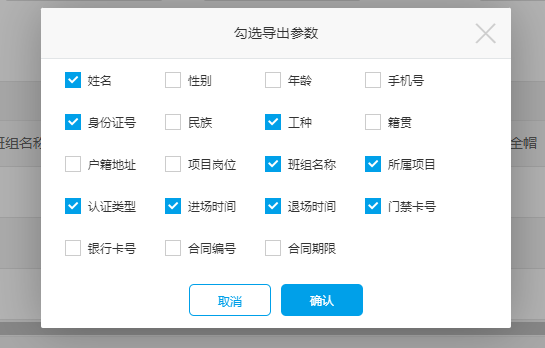 勾选导出参数
姓名 性别 年龄 手机号
身份证号 民族 工种 籍贯
班组名称 全帽
户籍地址 项目岗位 班组名称 所属项目
认证类型 进场时间 退场时间 门禁卡号
银行卡号 合同编号 合同期限
取消 确认